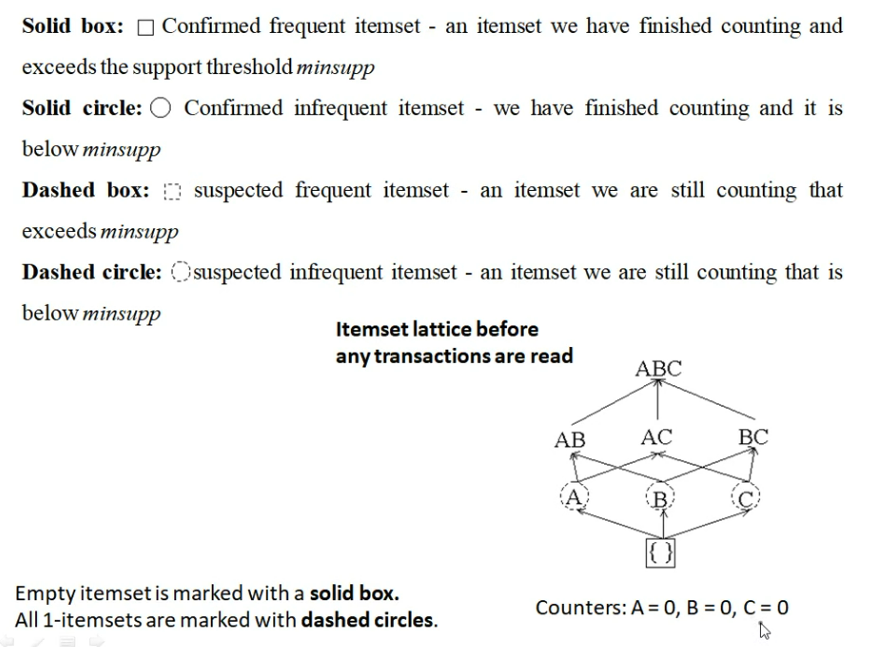 Solid box: □ Confirmed frequent itemset - an itemset we have finished counting and
exceeds the support threshold minsupp
Solid circle: ○ Confirmed infrequent itemset - we have finished counting and it is
below minsupp
Dashed box: suspected frequent itemset - an itemset we are still counting that
exceeds minsupp
Dashed circle: suspected infrequent itemset - an itemset we are still counting that is
below minsupp
Itemset lattice before
any transactions are read
ABC
AB AC BC
A B C
{}
Empty itemset is marked with a solid box.
All 1-itemsets are marked with dashed circles.
Counters: A = 0, B = 0, C = 0